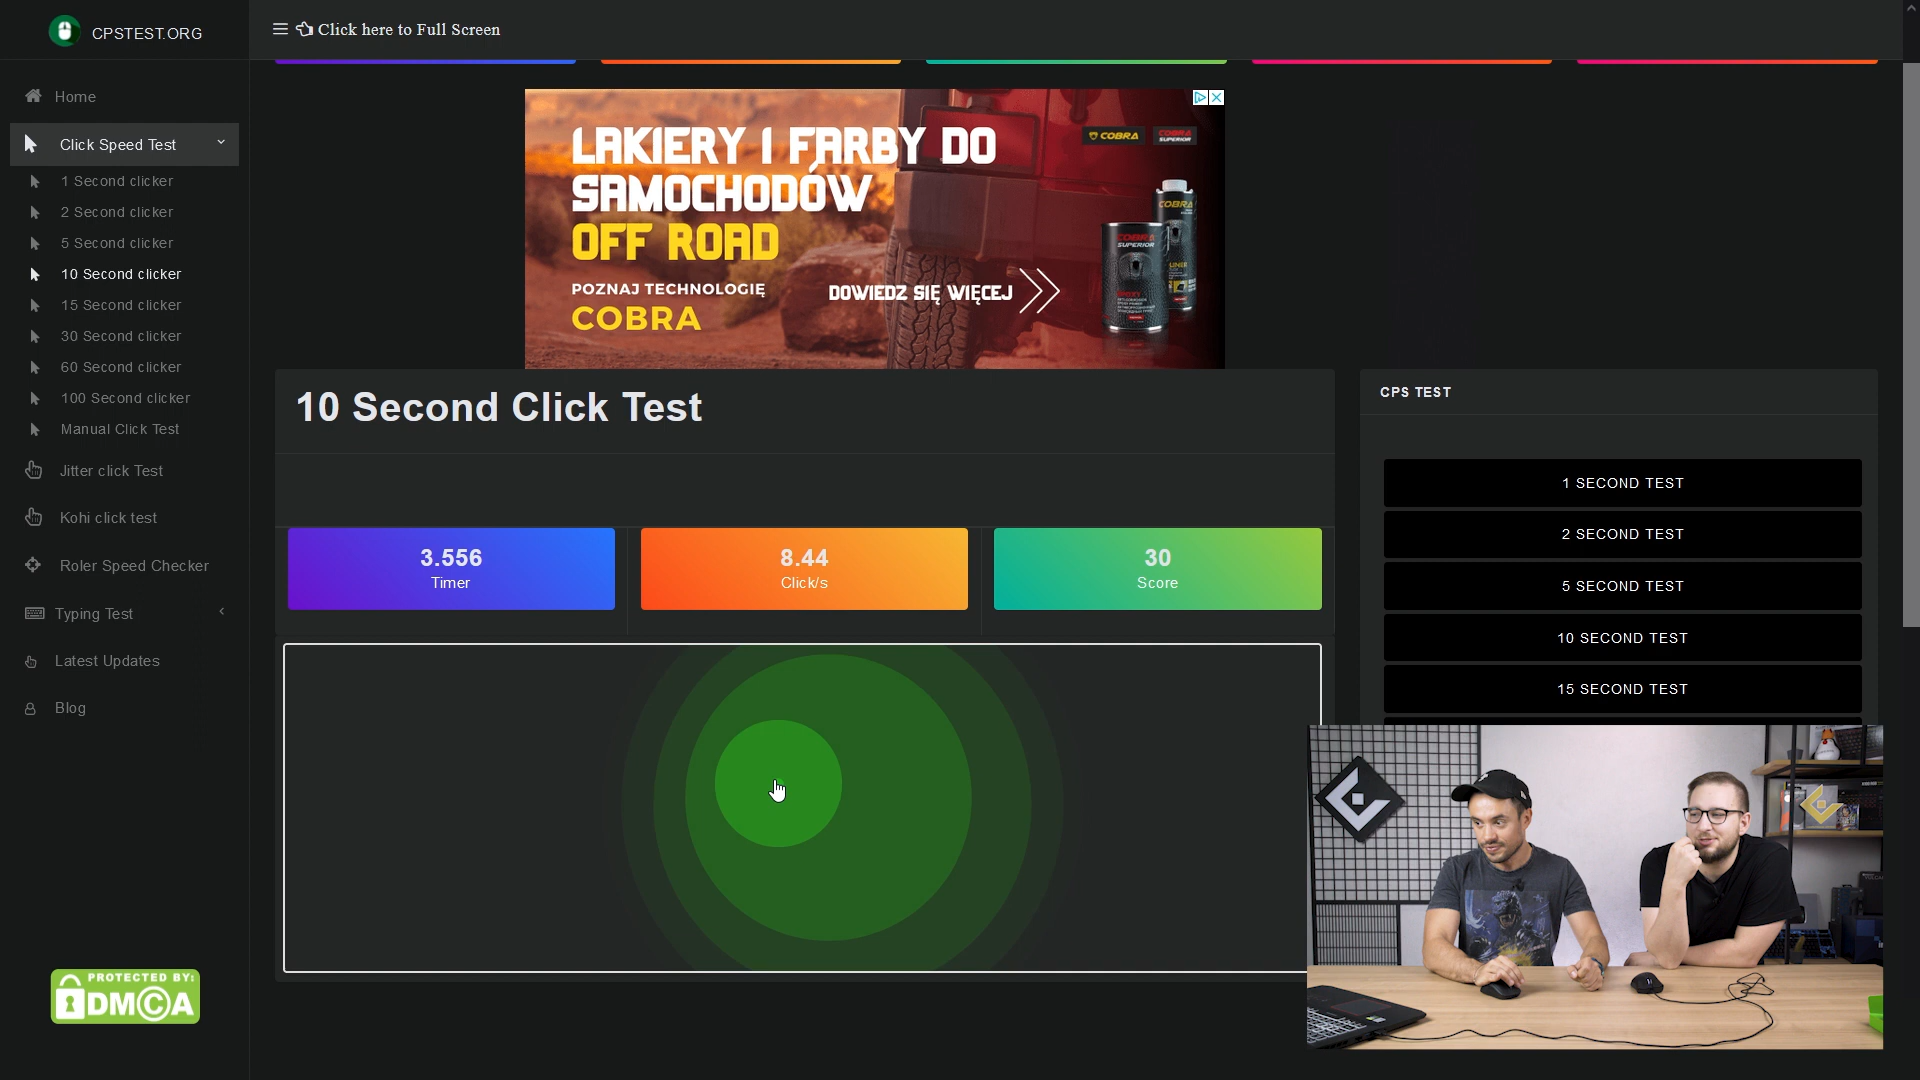 CPSTEST.ORG
Click here to Full Screen
Home
Click Speed Test
1 Second clicker
2 Second clicker
5 Second clicker
10 Second clicker
15 Second clicker
30 Second clicker
60 Second clicker
100 Second clicker
Manual Click Test
Jitter click Test
Kohi click test
Roler Speed Checker
Typing Test
Latest Updates
Blog
PROTECTED BY:
DMCA
LAKIERY I FARBY DO
SAMOCHODÓW
OFF ROAD
POZNAJ TECHNOLOGIĘ
COBRA
DOWIEDZ SIĘ WIĘCEJ
COBRA
COBRA
SUPERIOR
COBRA
COBRA
SUPERIOR
10 Second Click Test
3.556
Timer
8.44
Click/s
30
Score
CPS TEST
1 SECOND TEST
2 SECOND TEST
5 SECOND TEST
10 SECOND TEST
15 SECOND TEST